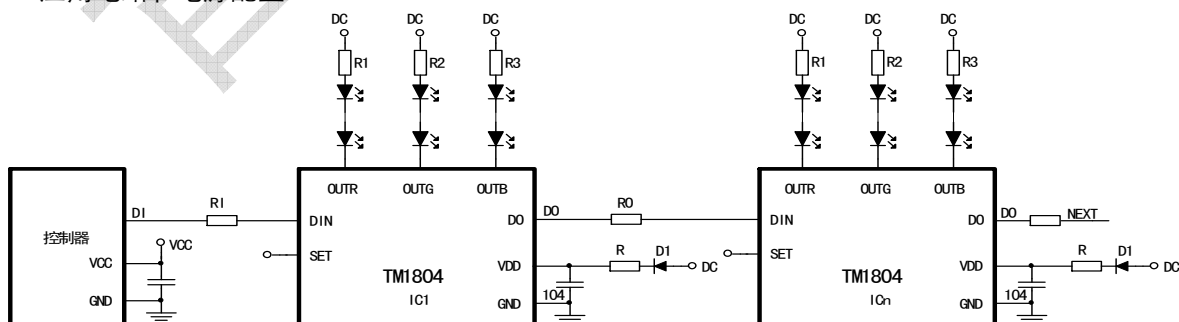 DC DC DC DC DC DC
R1 R2 R3 R1 R2 R3
OUTR OUTG OUTB OUTR OUTG OUTB
DI RI DIN DO DO RO DIN DO DO NEXT
控制器 VCC SET R D1 SET R D1
VCC TM1804 VDD DC TM1804 VDD DC
GND IC1 GND 104 ICn GND 104